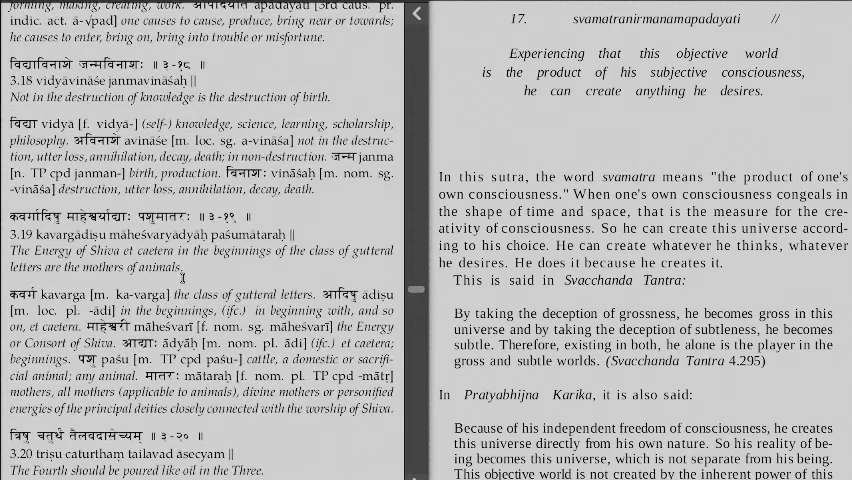 forming, making, creating, work. आपादयति āpādayati [3rd caus. pr.
indic. act. ā-√pad] one causes to cause, produce, bring near or towards;
he causes to enter, bring on, bring into trouble or misfortune.
विद्याविनाशे जन्मविनाशः ॥ ३-१८ ॥
3.18 vidyāvināśe janmavināśaḥ ||
Not in the destruction of knowledge is the destruction of birth.
विद्या vidyā [f. vidyā-] (self-) knowledge, science, learning, scholarship,
philosophy. अविनाशे avināśe [m. loc. sg. a-vināśa] not in the destruc-
tion, utter loss, annihilation, decay, death; in non-destruction. जन्म janma
[n. TP cpd janman-] birth, production. विनाशः vināśaḥ [m. nom. sg.
-vināśa] destruction, utter loss, annihilation, decay, death.
कवर्गादिषु माहेश्वर्याद्याः पशुमातरः ॥ ३-१९ ॥
3.19 kavargādiṣu māheśvaryādyāḥ paśumātaraḥ ||
The Energy of Shiva et caetera in the beginnings of the class of gutteral
letters are the mothers of animals.
कवर्ग kavarga [m. ka-varga] the class of gutteral letters. आदिषु ādiṣu
[m. loc. pl. -ādi] in the beginnings, (ifc.) in beginning with, and so
on, et caetera. माहेश्वरी māheśvarī [f. nom. sg. māheśvarī] the Energy
or Consort of Shiva. आद्याः ādyāḥ [m. nom. pl. ādi] (ifc.) et caetera;
beginnings. पशु paśu [m. TP cpd paśu-] cattle, a domestic or sacrifi-
cial animal; any animal. मातरः mātaraḥ [f. nom. pl. TP cpd -mātṛ]
mothers, all mothers (applicable to animals), divine mothers or personified
energies of the principal deities closely connected with the worship of Shiva.
त्रिषु चतुर्थं तैलवदासेच्यम् ॥ ३-२० ॥
3.20 triṣu caturthaṃ tailavad āsecyam ||
The Fourth should be poured like oil in the Three.
17. svamatranirmanamapadayati //
Experiencing that this objective world
is the product of his subjective consciousness,
he can create anything he desires.
In this sutra, the word svamatra means "the product of one's
own consciousness." When one's own consciousness congeals in
the shape of time and space, that is the measure for the cre-
ativity of consciousness. So he can create this universe accord-
ing to his choice. He can create whatever he thinks, whatever
he desires. He does it because he creates it.
This is said in Svacchanda Tantra:
By taking the deception of grossness, he becomes gross in this
universe and by taking the deception of subtleness, he becomes
subtle. Therefore, existing in both, he alone is the player in the
gross and subtle worlds. (Svacchanda Tantra 4.295)
In Pratyabhijna Karika, it is also said:
Because of his independent freedom of consciousness, he creates
this universe directly from his own nature. So his reality of be-
ing becomes this universe, which is not separate from his being.
This objective world is not created by the inherent power of this